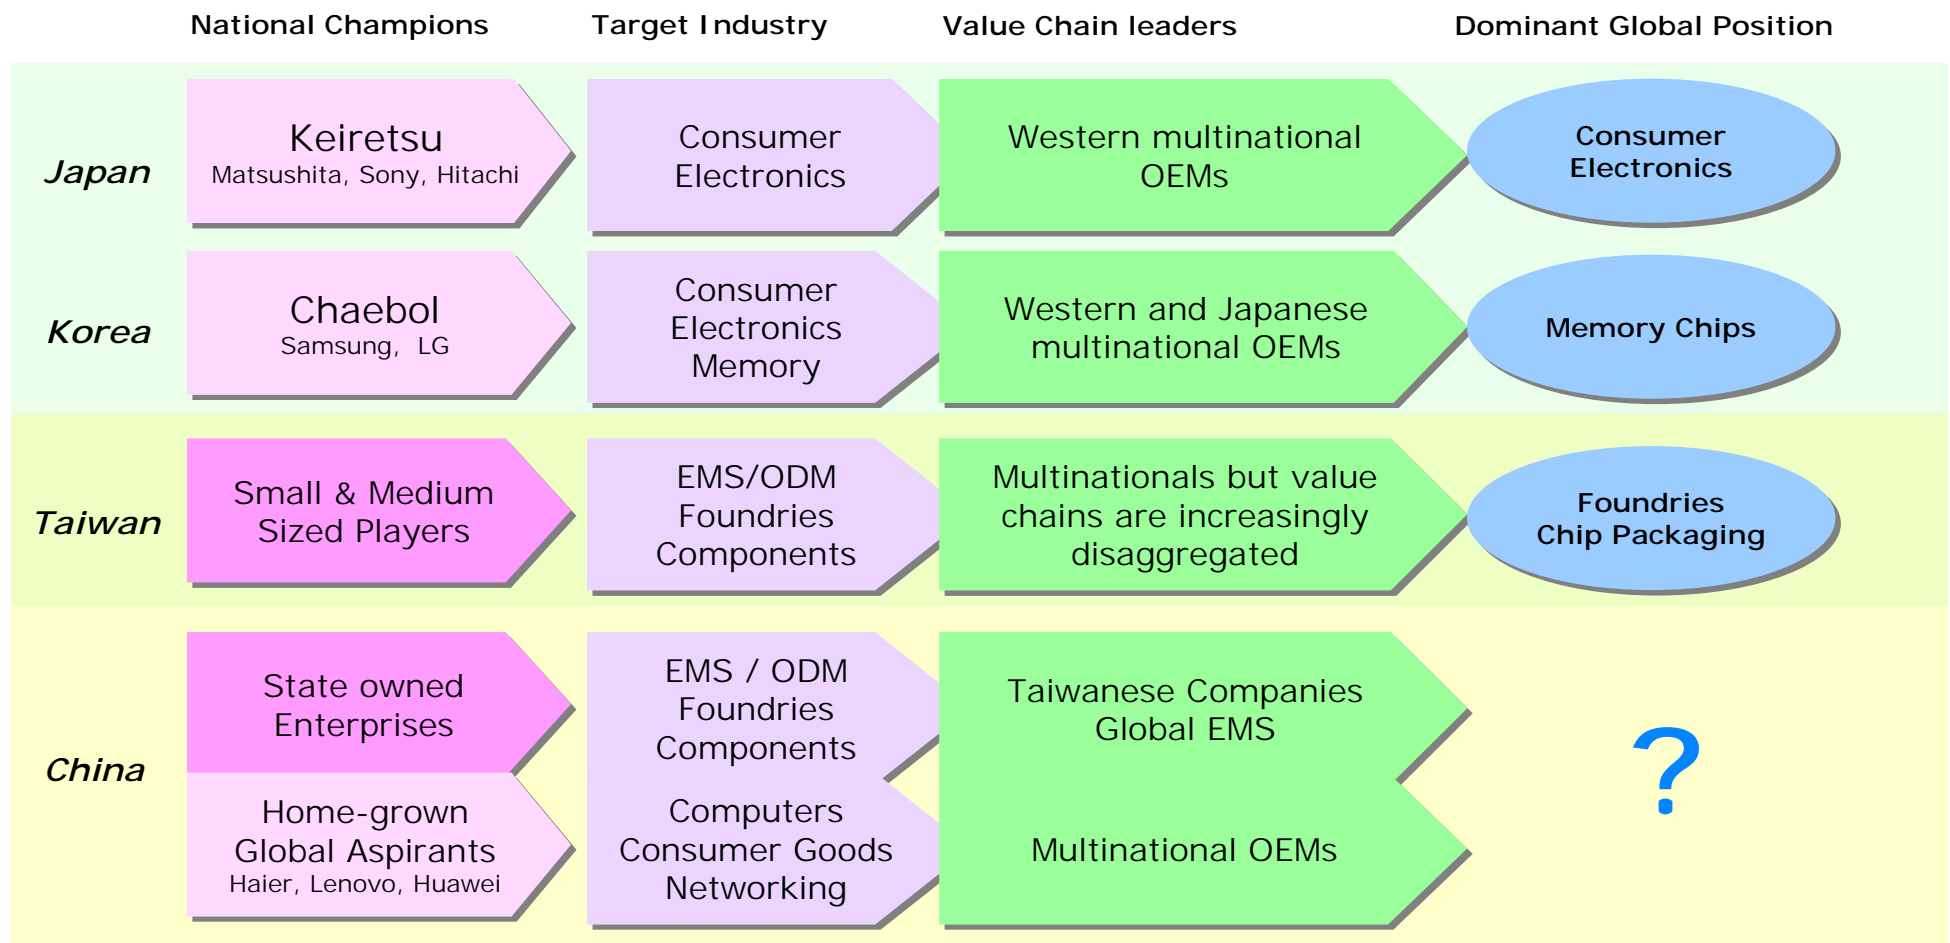 National Champions
Target Industry
Value Chain leaders
Dominant Global Position
Japan
Keiretsu
Matsushita, Sony, Hitachi
Consumer
Electronics
Western multinational
OEMs
Consumer
Electronics
Korea
Chaebol
Samsung, LG
Consumer
Electronics
Memory
Western and Japanese
multinational OEMs
Memory Chips
Taiwan
Small & Medium
Sized Players
EMS/ODM
Foundries
Components
Multinationals but value
chains are increasingly
disaggregated
Foundries
Chip Packaging
China
State owned
Enterprises
EMS / ODM
Foundries
Components
Taiwanese Companies
Global EMS
Home-grown
Global Aspirants
Haier, Lenovo, Huawei
Computers
Consumer Goods
Networking
Multinational OEMs
?